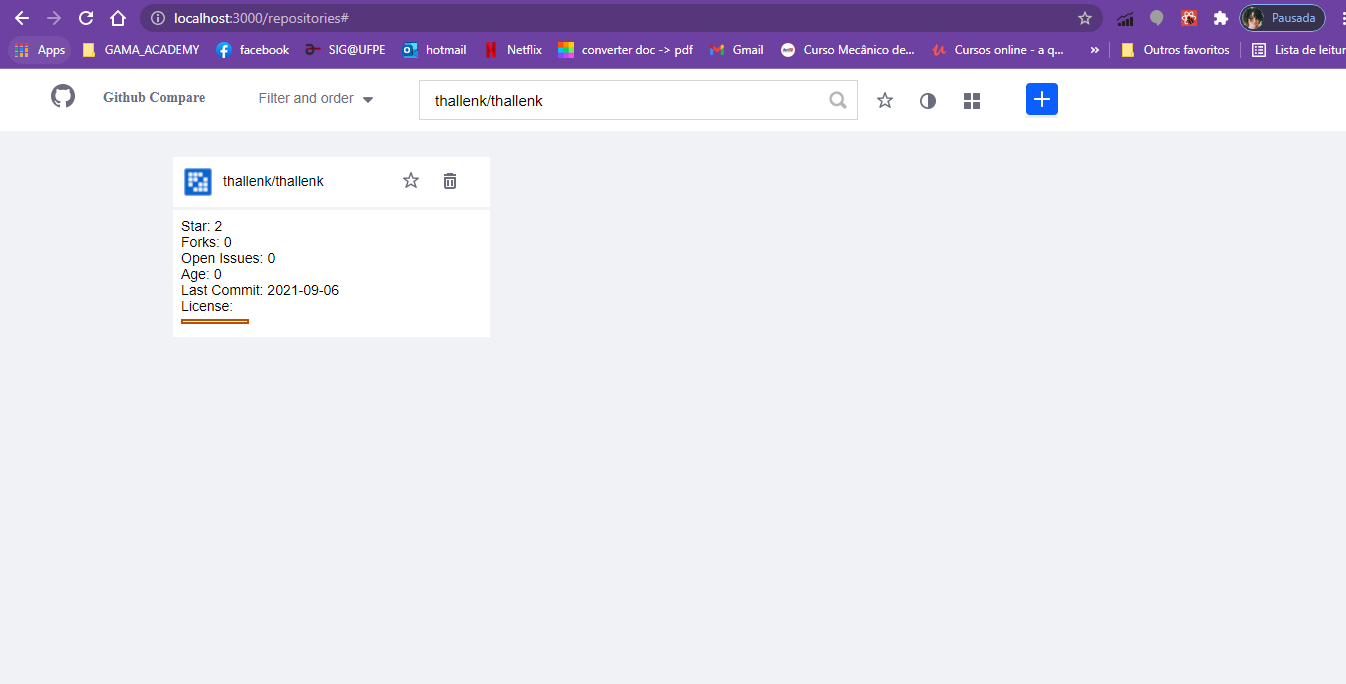 localhost:3000/repositories#
Pausada
Apps GAMA_ACADEMY facebook SIG@UFPE hotmail Netflix converter doc -> pdf Gmail Curso Mecânico de... Cursos online - a q... » Outros favoritos Lista de leitur
Github Compare Filter and order thallenk/thallenk
thallenk/thallenk
Star: 2
Forks: 0
Open Issues: 0
Age: 0
Last Commit: 2021-09-06
License: